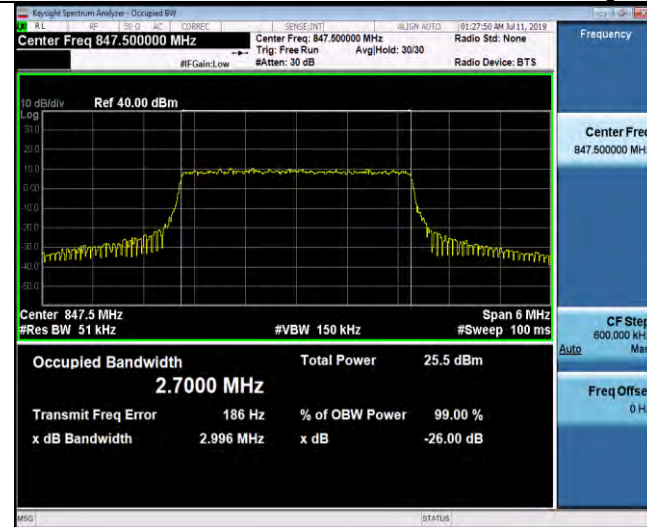 Keysight Spectrum Analyzer - Occupied BW
RL RF 50 Ω AC CORREC SENSE:INT ALIGN AUTO 01:27:50 AM Jul 11, 2019
Center Freq 847.500000 MHz
Center Freq: 847.500000 MHz
Radio Std: None
Trig: Free Run Avg|Hold: 30/30
#IFGain:Low
#Atten: 30 dB
Radio Device: BTS
10 dB/div Ref 40.00 dBm
Log
30.0
20.0
10.0
0.00
-10.0
-20.0
-30.0
-40.0
-50.0
Center 847.5 MHz
Span 6 MHz
#Res BW 51 kHz
#VBW 150 kHz
#Sweep 100 ms
Occupied Bandwidth
Total Power 25.5 dBm
2.7000 MHz
Transmit Freq Error 186 Hz
% of OBW Power 99.00 %
x dB Bandwidth 2.996 MHz
x dB -26.00 dB
MSG
STATUS
Frequency
Center Freq
847.500000 MHz
CF Step
600.000 kHz
Auto Man
Freq Offse
0 H